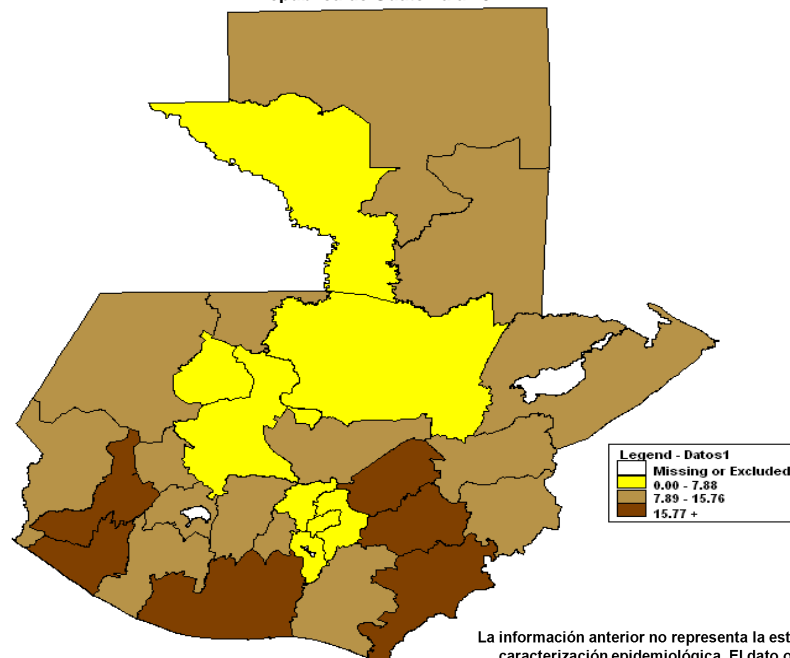 Legend - Datos1
Missing or Excluded
0.00 - 7.88
7.89 - 15.76
15.77 +
La información anterior no representa la
caracterización epidemiológica. El dato